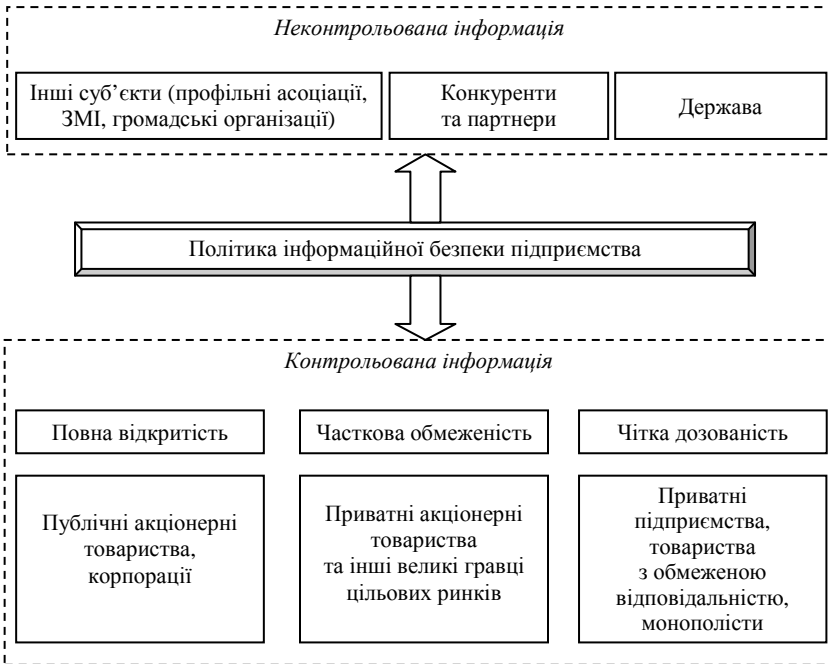 Неконтрольована інформація
Інші суб’єкти (профільні асоціації,
ЗМІ, громадські організації)
Конкуренти
та партнери
Держава
Політика інформаційної безпеки підприємства
Контрольована інформація
Повна відкритість
Часткова обмеженість
Чітка дозованість
Публічні акціонерні
товариства,
корпорації
Приватні акціонерні
товариства
та інші великі гравці
цільових ринків
Приватні
підприємства,
товариства
з обмеженою
відповідальністю,
монополісти